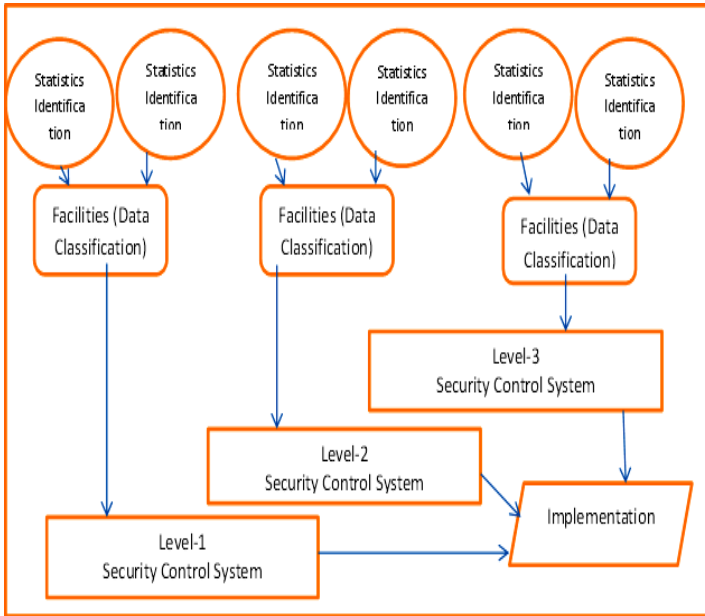 Statistics
Identifica
tion
Statistics
Identifica
tion
Statistics
Identifica
tion
Statistics
Identifica
tion
Statistics
Identifica
tion
Statistics
Identifica
tion
Facilities (Data
Classification)
Facilities (Data
Classification)
Facilities (Data
Classification)
Level-3
Security Control System
Level-2
Security Control System
Implementation
Level-1
Security Control System